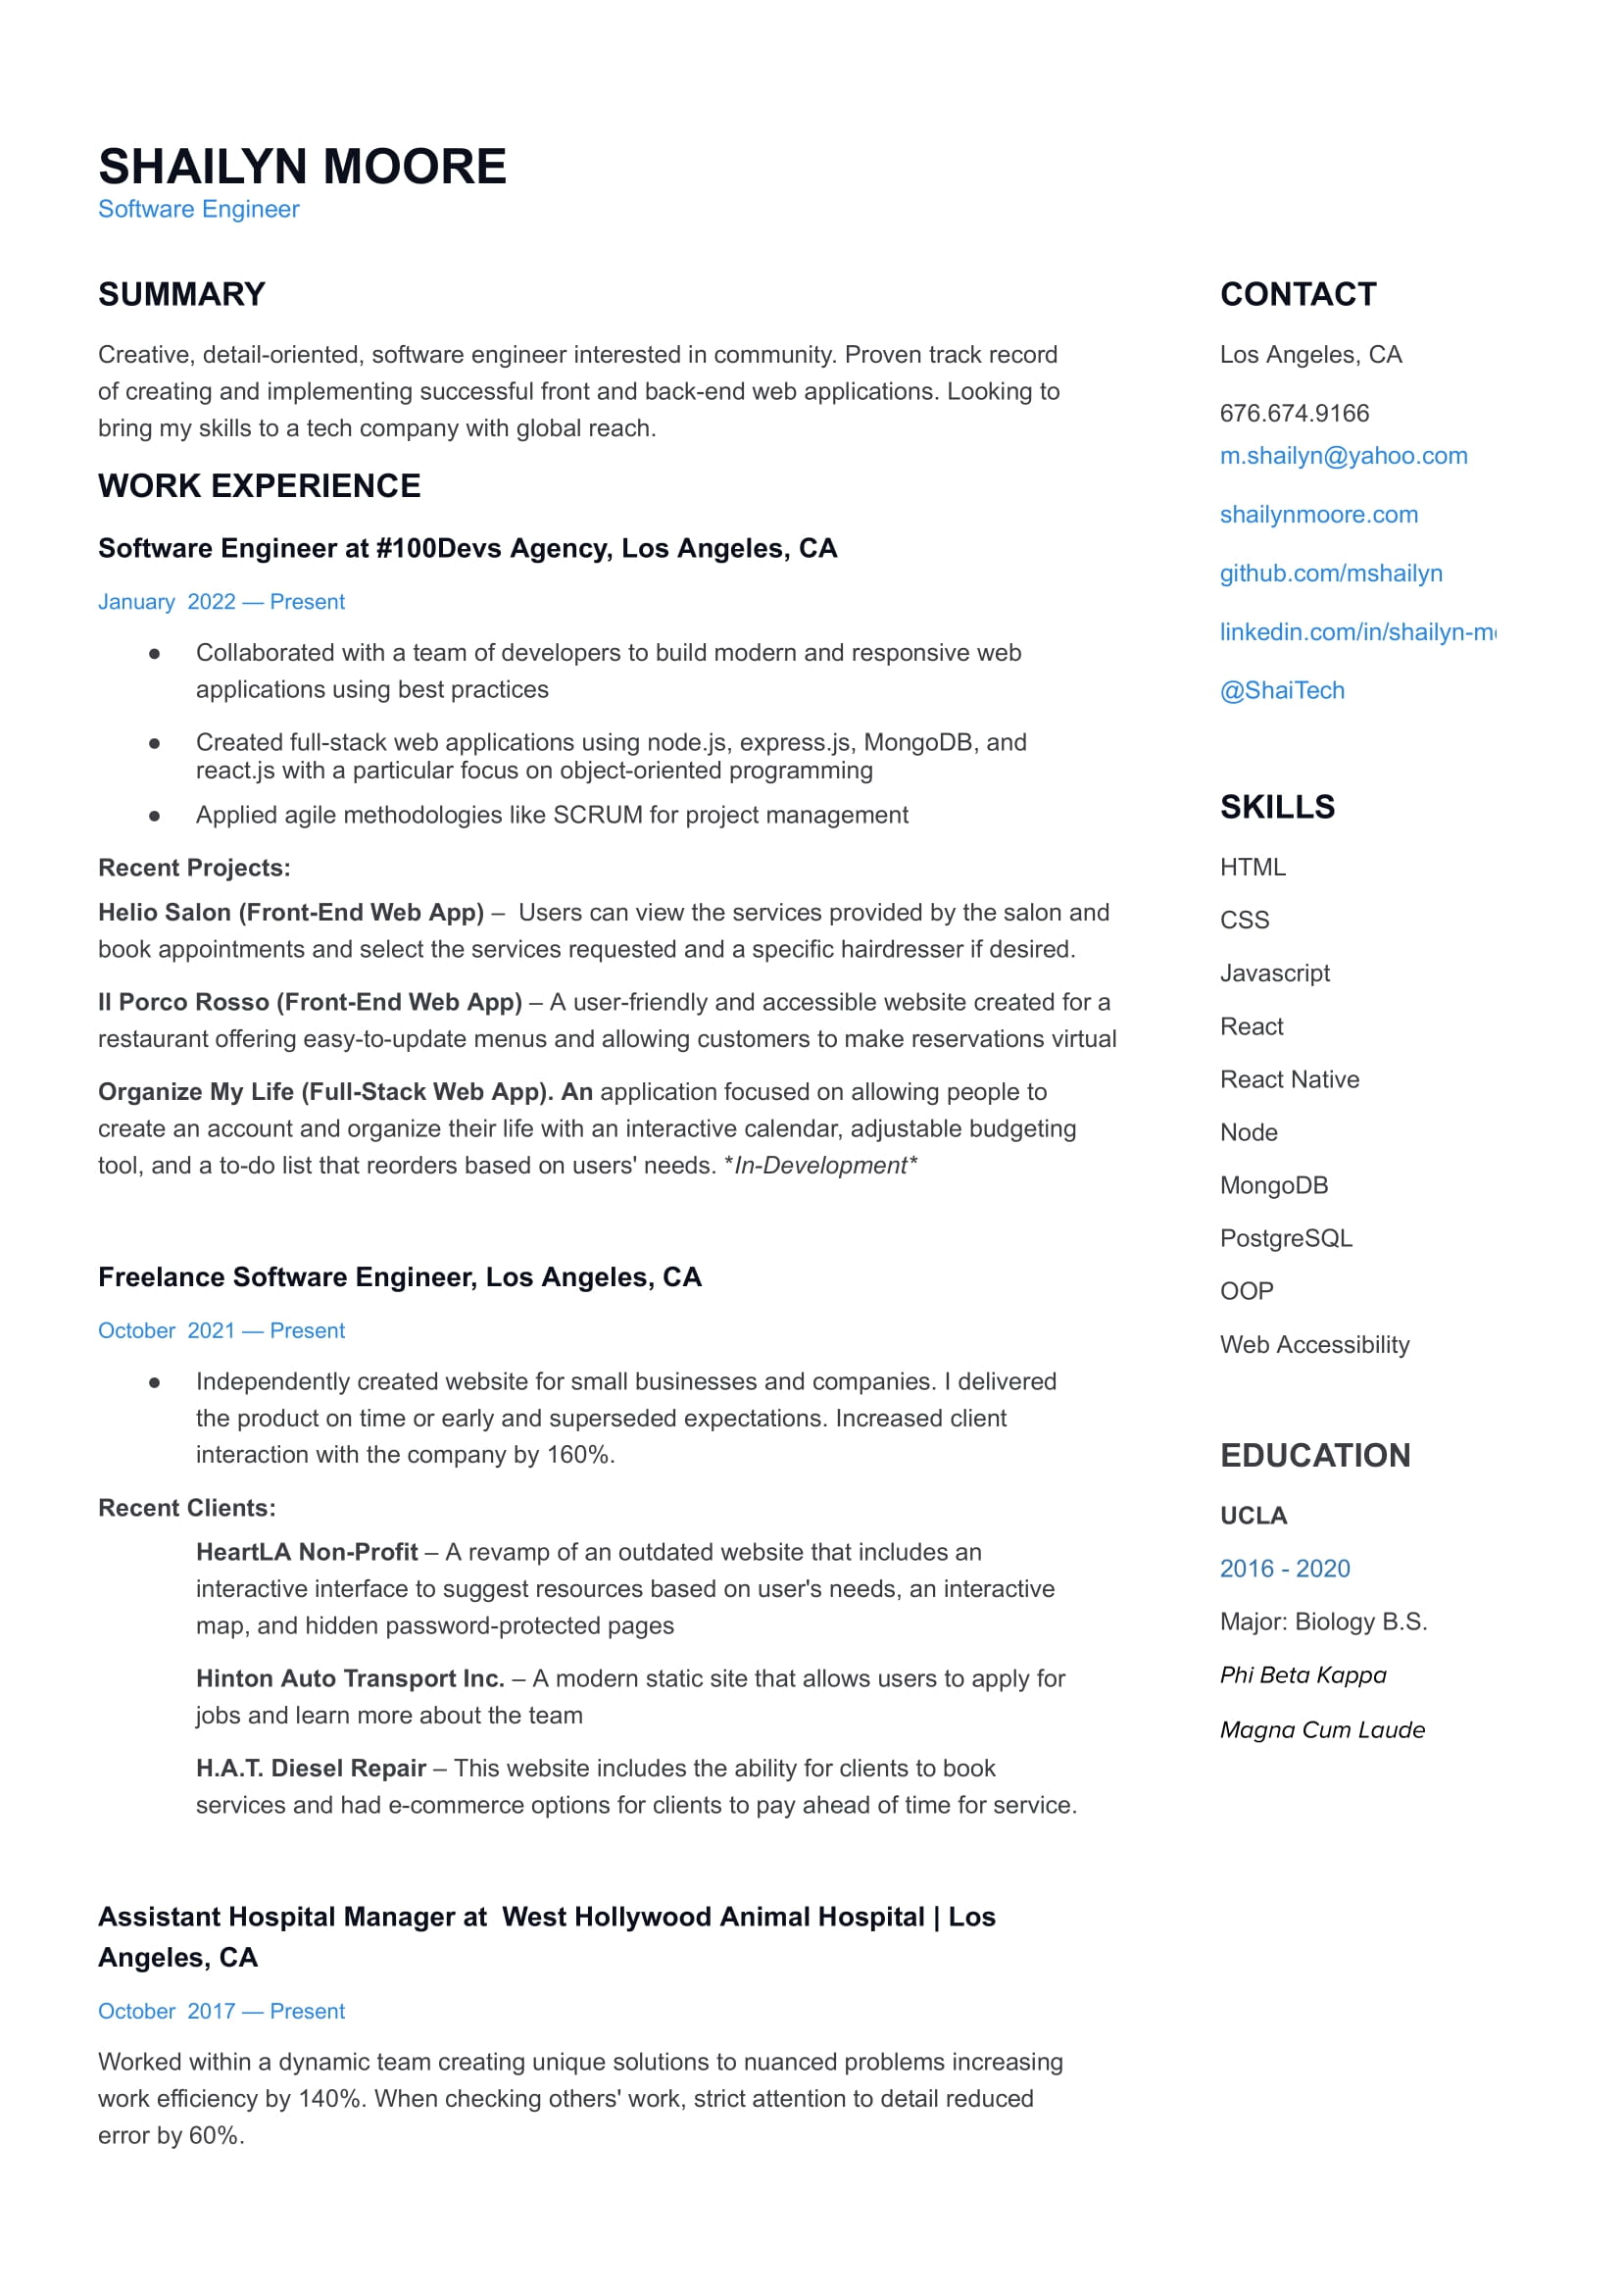 SHAILYN MOORE
Software Engineer
SUMMARY
Creative, detail-oriented, software engineer interested in community. Proven track record
of creating and implementing successful front and back-end web applications. Looking to
bring my skills to a tech company with global reach.
WORK EXPERIENCE
Software Engineer at #100Devs Agency, Los Angeles, CA
January  2022 — Present
● Collaborated with a team of developers to build modern and responsive web
applications using best practices
● Created full-stack web applications using node.js, express.js, MongoDB, and
react.js with a particular focus on object-oriented programming
● Applied agile methodologies like SCRUM for project management
Recent Projects:
Helio Salon (Front-End Web App) –  Users can view the services provided by the salon and
book appointments and select the services requested and a specific hairdresser if desired.
Il Porco Rosso (Front-End Web App) – A user-friendly and accessible website created for a
restaurant offering easy-to-update menus and allowing customers to make reservations virtual
Organize My Life (Full-Stack Web App). An application focused on allowing people to
create an account and organize their life with an interactive calendar, adjustable budgeting
tool, and a to-do list that reorders based on users' needs. *In-Development*
Freelance Software Engineer, Los Angeles, CA
October  2021 — Present
● Independently created website for small businesses and companies. I delivered
the product on time or early and superseded expectations. Increased client
interaction with the company by 160%.
Recent Clients:
HeartLA Non-Profit – A revamp of an outdated website that includes an
interactive interface to suggest resources based on user's needs, an interactive
map, and hidden password-protected pages
Hinton Auto Transport Inc. – A modern static site that allows users to apply for
jobs and learn more about the team
H.A.T. Diesel Repair – This website includes the ability for clients to book
services and had e-commerce options for clients to pay ahead of time for service.
Assistant Hospital Manager at  West Hollywood Animal Hospital | Los
Angeles, CA
October  2017 — Present
Worked within a dynamic team creating unique solutions to nuanced problems increasing
work efficiency by 140%. When checking others' work, strict attention to detail reduced
error by 60%.
CONTACT
Los Angeles, CA
676.674.9166
m.shailyn@yahoo.com
shailynmoore.com
github.com/mshailyn
linkedin.com/in/shailyn-m
@ShaiTech
SKILLS
HTML
CSS
Javascript
React
React Native
Node
MongoDB
PostgreSQL
OOP
Web Accessibility
EDUCATION
UCLA
2016 - 2020
Major: Biology B.S.
Phi Beta Kappa
Magna Cum Laude